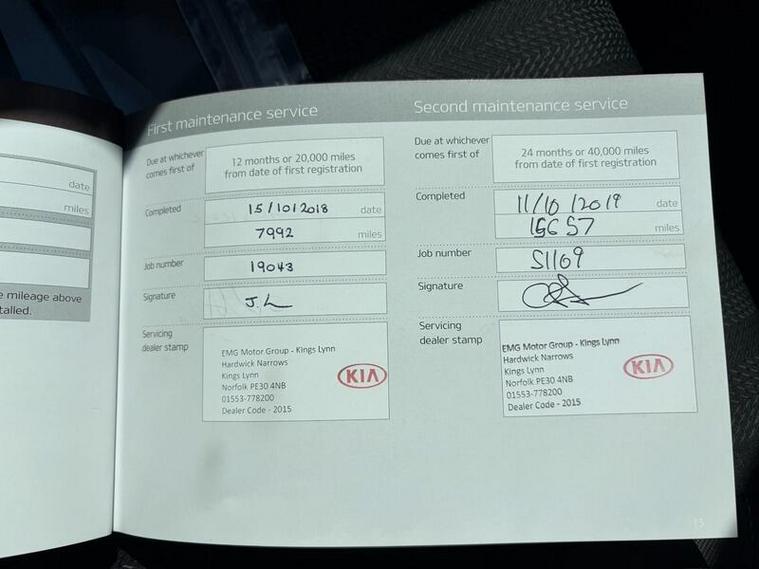 date
miles
e mileage above
talled.
First maintenance service
Due at whichever
comes first of
12 months or 20,000 miles
from date of first registration
Completed
15/10/2018 date
7992 miles
Job number
19043
Signature
J.L
Servicing
dealer stamp
EMG Motor Group - Kings Lynn
Hardwick Narrows
Kings Lynn
Norfolk PE30 4NB
01553-778200
Dealer Code - 2015
KIA
Second maintenance service
Due at whichever
comes first of
24 months or 40,000 miles
from date of first registration
Completed
11/10/2019 date
miles
Job number
S1169
Signature
Servicing
dealer stamp
EMG Motor Group - Kings Lynn
Hardwick Narrows
Kings Lynn
Norfolk PE30 4NB
01553-778200
Dealer Code - 2015
KIA